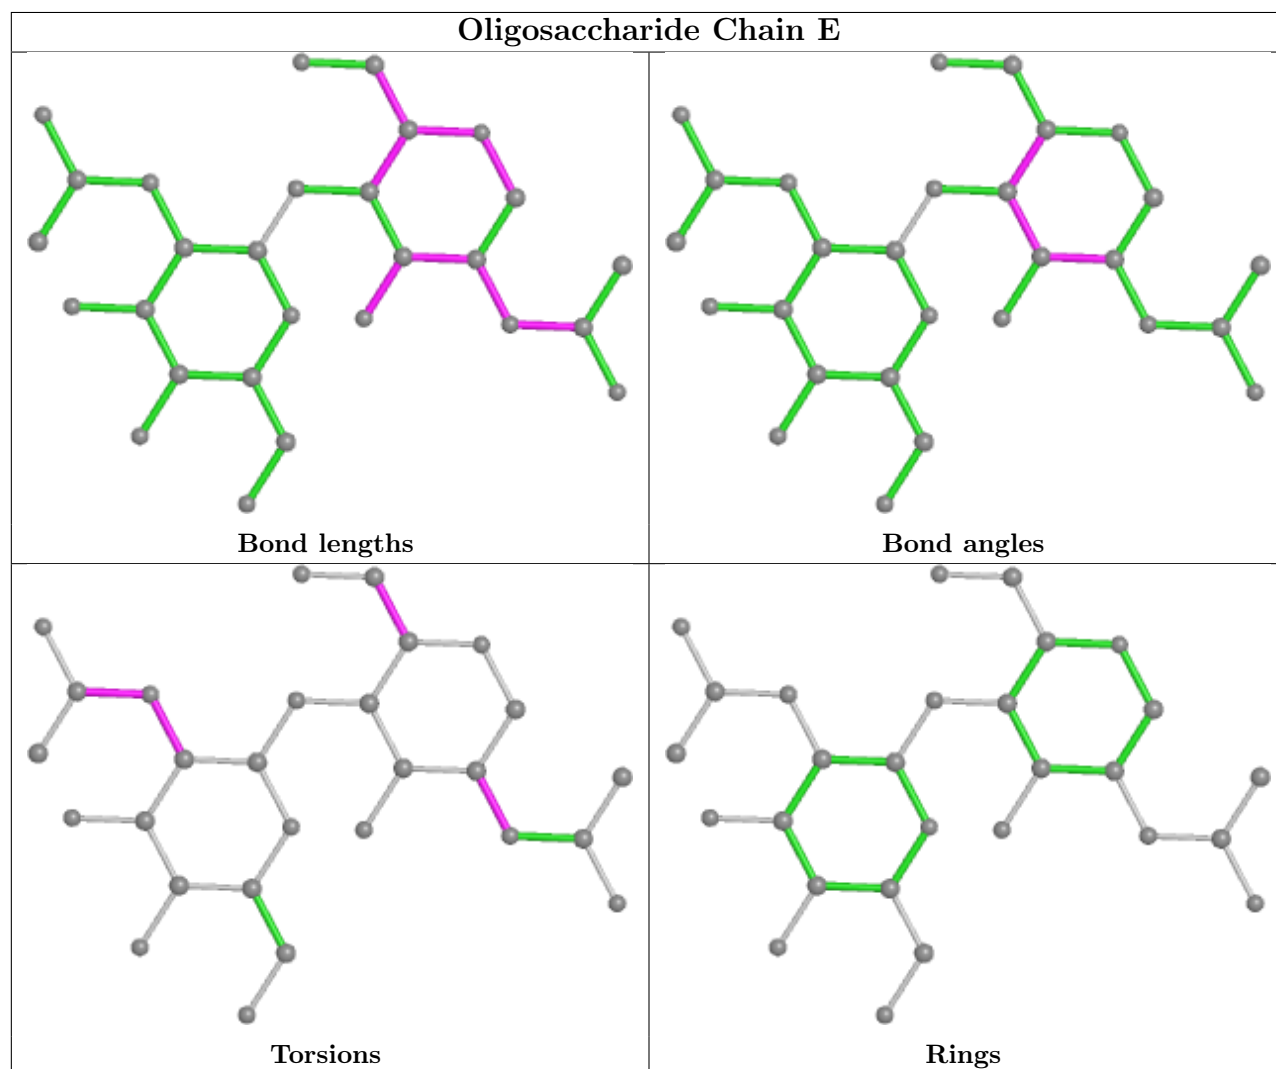 Oligosaccharide Chain E
Bond lengths
Bond angles
Torsions
Rings